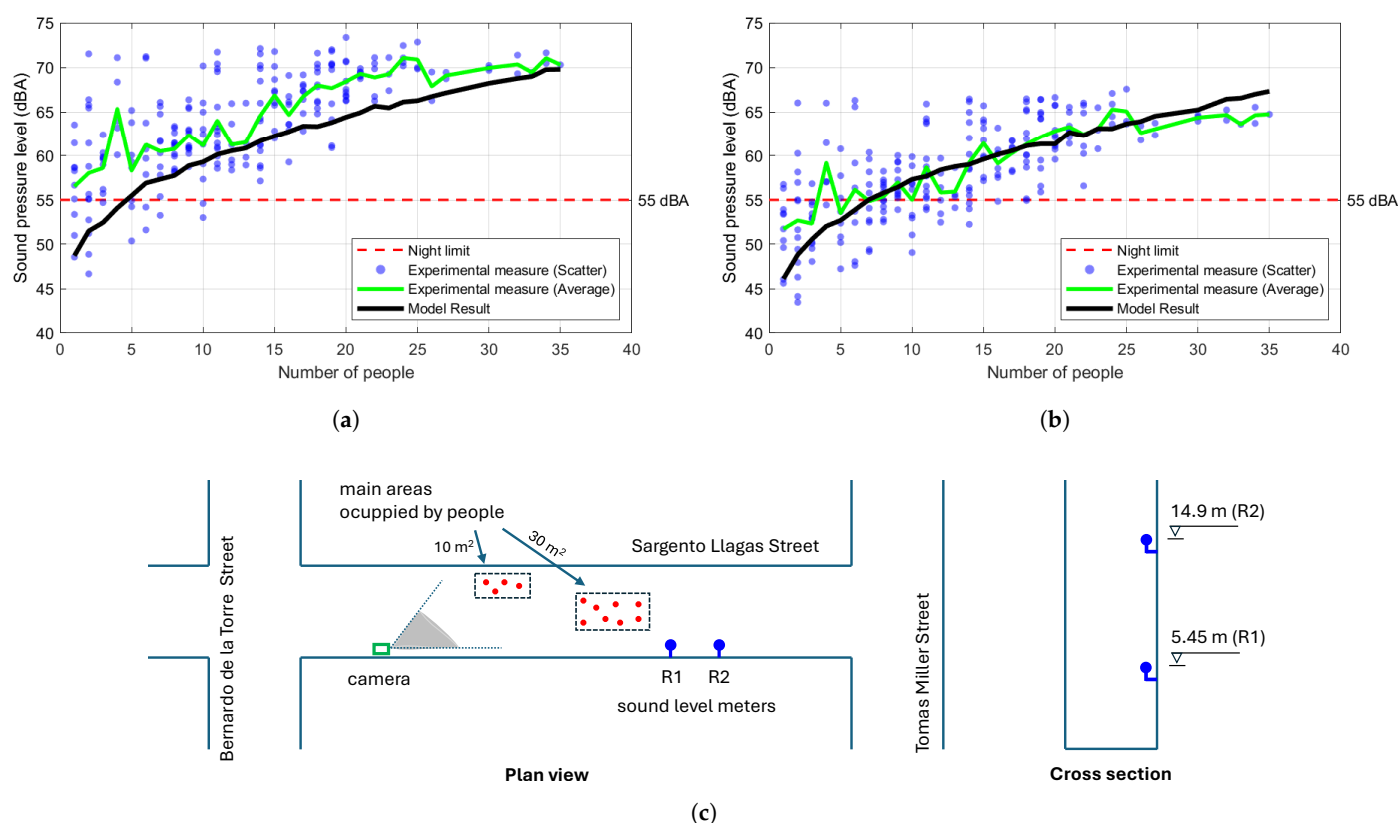 75
70
65
60
55
50
45
40
Sound pressure level (dBA)
55 dBA
Night limit
Experimental measure (Scatter)
Experimental measure (Average)
Model Result
0 5 10 15 20 25 30 35 40
Number of people
(a)
75
70
65
60
55
50
45
40
Sound pressure level (dBA)
55 dBA
Night limit
Experimental measure (Scatter)
Experimental measure (Average)
Model Result
0 5 10 15 20 25 30 35 40
Number of people
(b)
main areas
ocuppied by people
10 m²
30 m²
Sargento Llagas Street
Bernardo de la Torre Street
Tomas Miller Street
camera
R1 R2
sound level meters
Plan view
14.9 m (R2)
5.45 m (R1)
Cross section
(c)